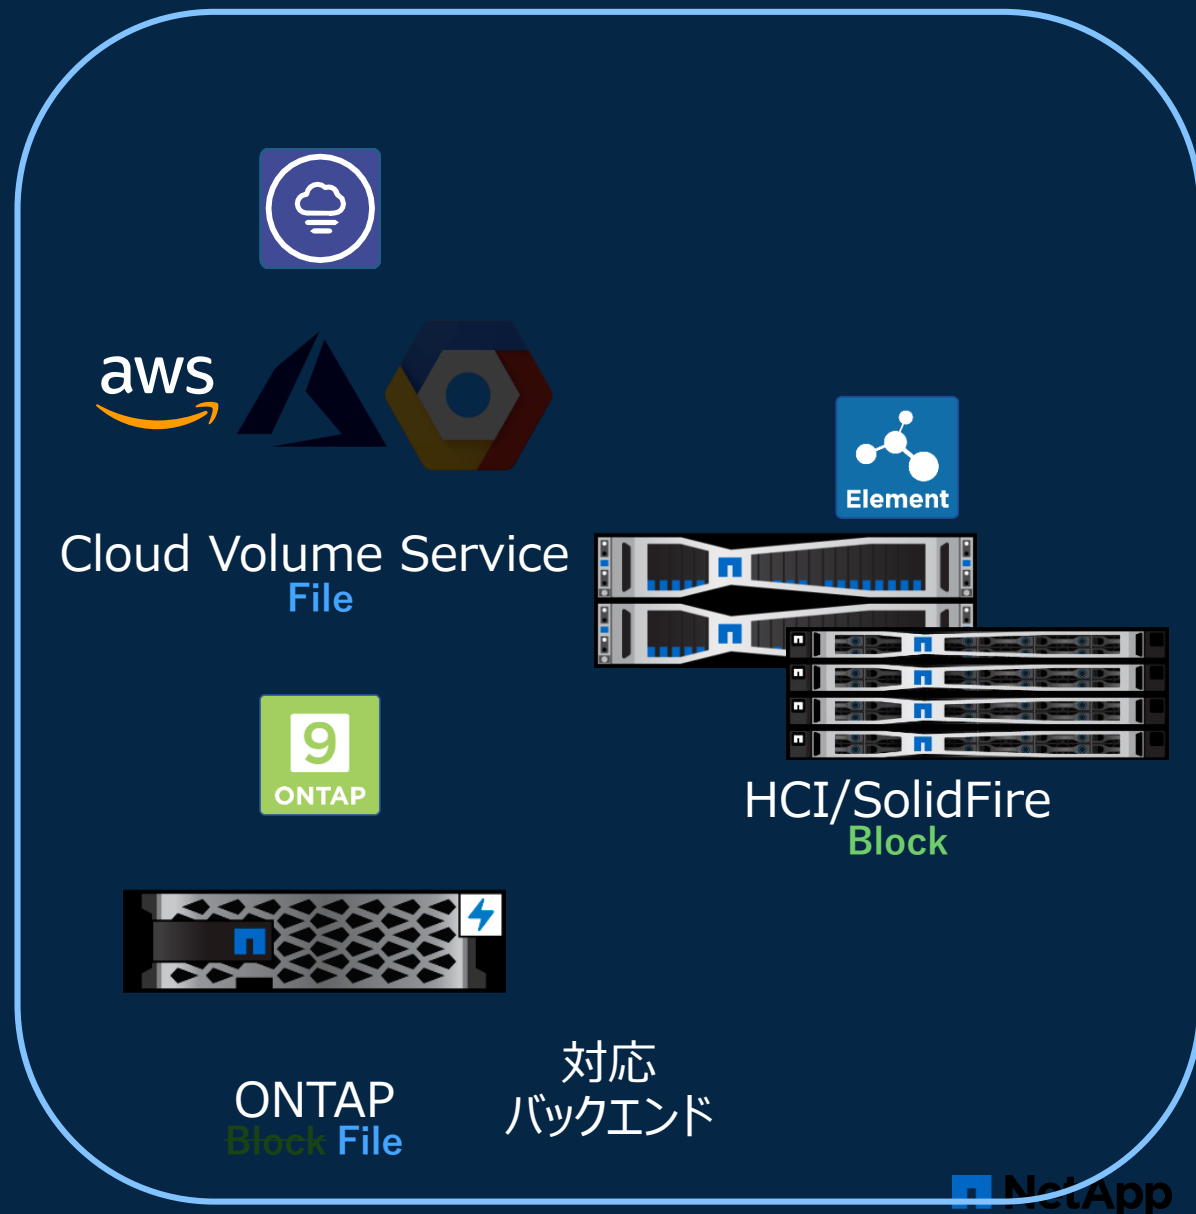 aws
Cloud Volume Service
File
Element
HCI/SolidFire
Block
9
ONTAP
ONTAP
Block File
対応
バックエンド
NetApp